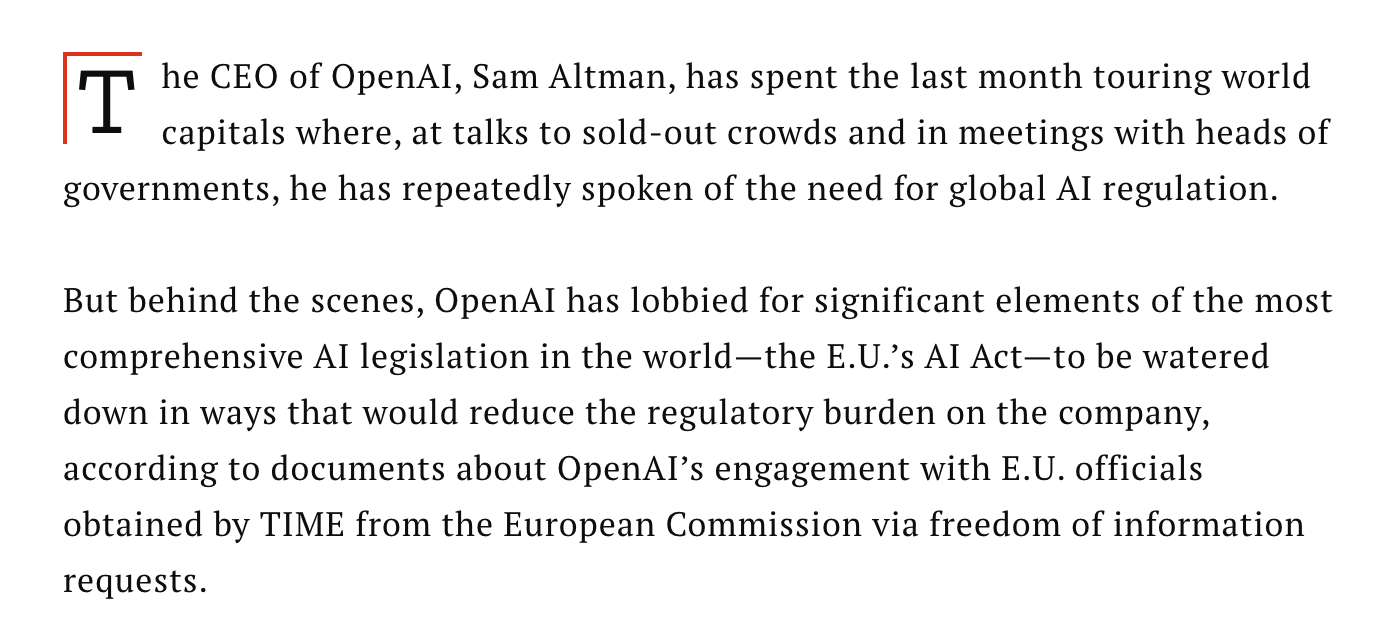 The CEO of OpenAI, Sam Altman, has spent the last month touring world
capitals where, at talks to sold-out crowds and in meetings with heads of
governments, he has repeatedly spoken of the need for global AI regulation.
But behind the scenes, OpenAI has lobbied for significant elements of the most
comprehensive AI legislation in the world—the E.U.’s AI Act—to be watered
down in ways that would reduce the regulatory burden on the company,
according to documents about OpenAI’s engagement with E.U. officials
obtained by TIME from the European Commission via freedom of information
requests.